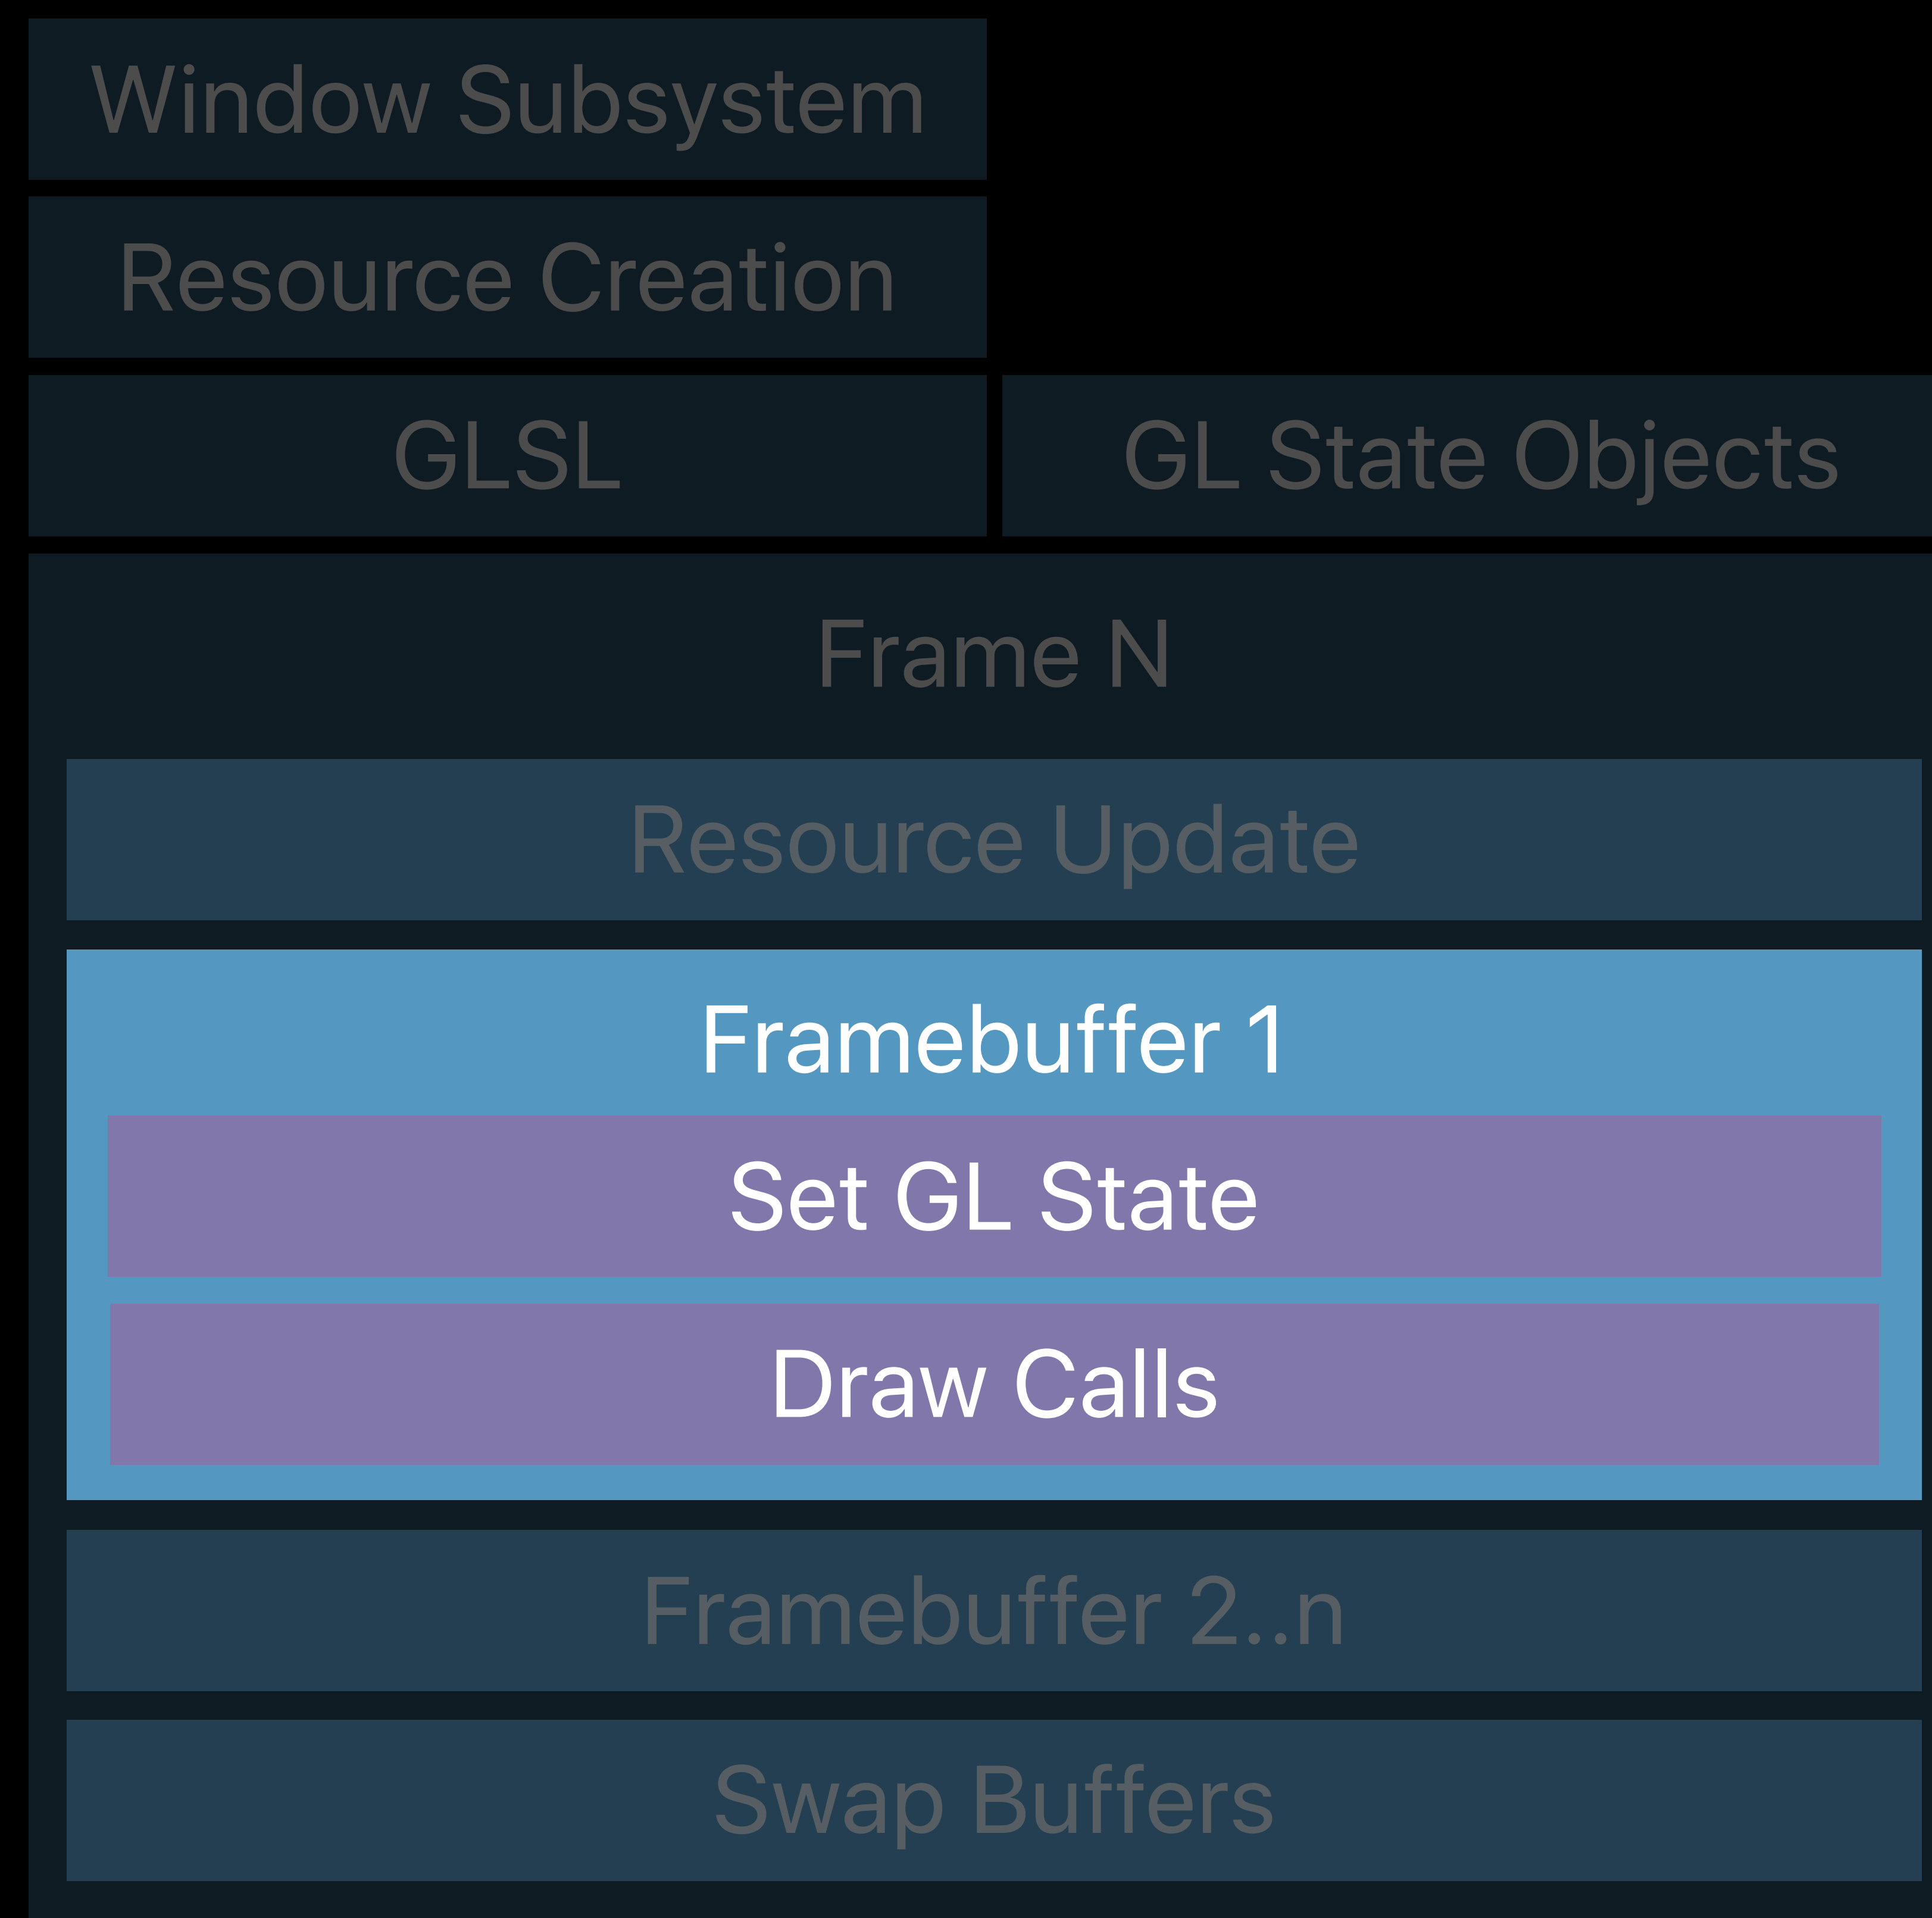 Window Subsystem
Resource Creation
GLSL
GL State Objects
Frame N
Resource Update
Framebuffer 1
Set GL State
Draw Calls
Framebuffer 2..n
Swap Buffers